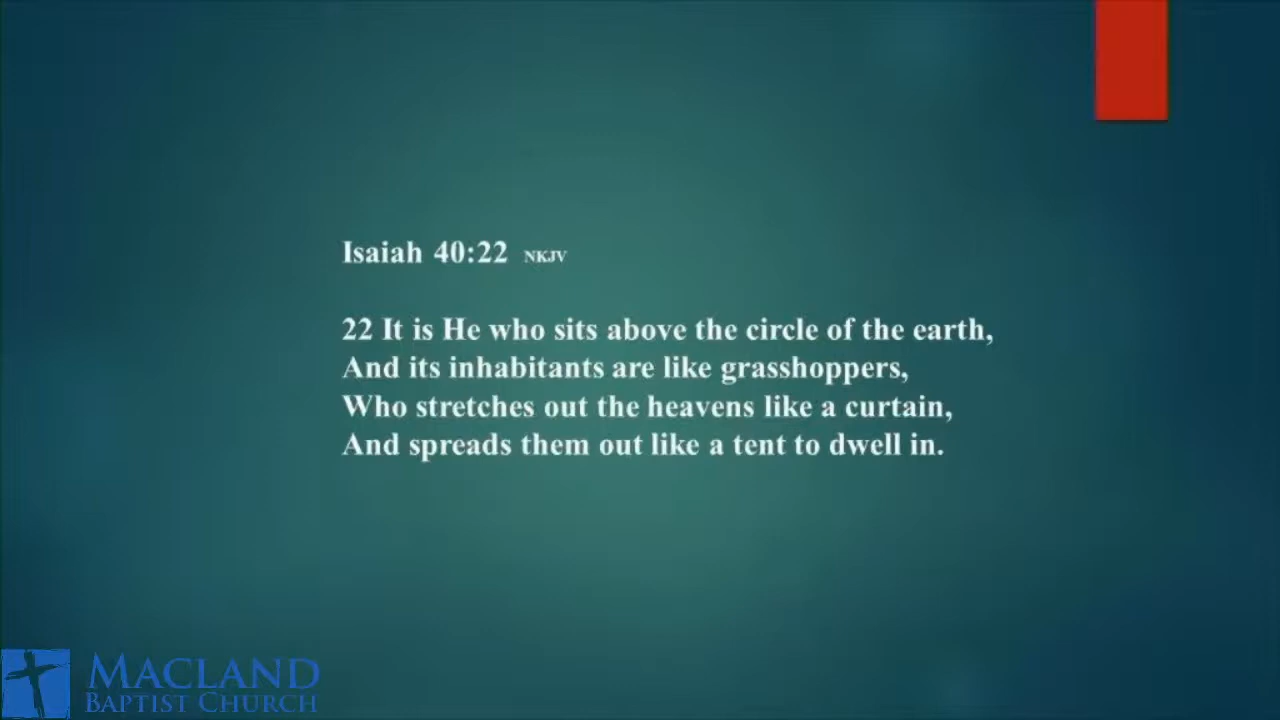 Isaiah 40:22 NKJV
22 It is He who sits above the circle of the earth,
And its inhabitants are like grasshoppers,
Who stretches out the heavens like a curtain,
And spreads them out like a tent to dwell in.
MACLAND
BAPTIST CHURCH